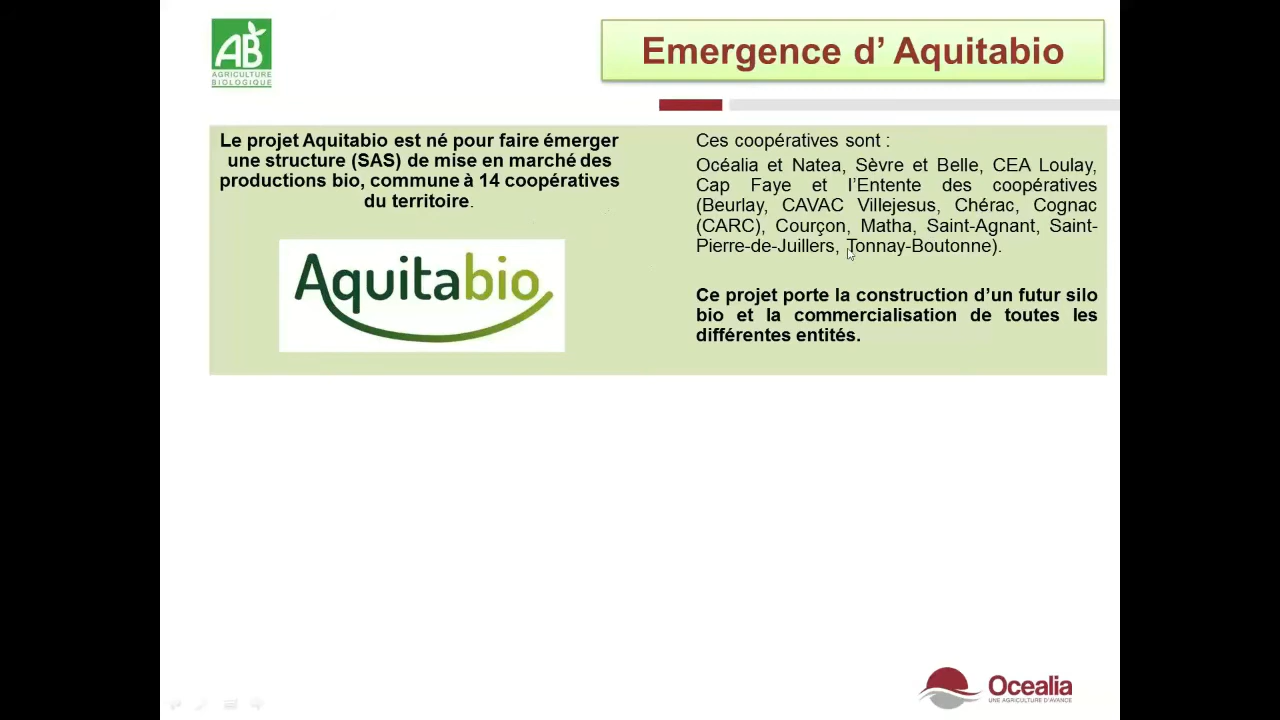 AB
AGRICULTURE
BIOLOGIQUE
Emergence d’ Aquitabio
Le projet Aquitabio est né pour faire émerger
une structure (SAS) de mise en marché des
productions bio, commune à 14 coopératives
du territoire.
Aquitabio
Ces coopératives sont :
Océalia et Natea, Sèvre et Belle, CEA Loulay,
Cap Faye et l’Entente des coopératives
(Beurlay, CAVAC Villejesus, Chérac, Cognac
(CARC), Courçon, Matha, Saint-Agnant, Saint-
Pierre-de-Juillers, Tonnay-Boutonne).
Ce projet porte la construction d’un futur silo
bio et la commercialisation de toutes les
différentes entités.
Ocealia
UNE AGRICULTURE D'AVANCE